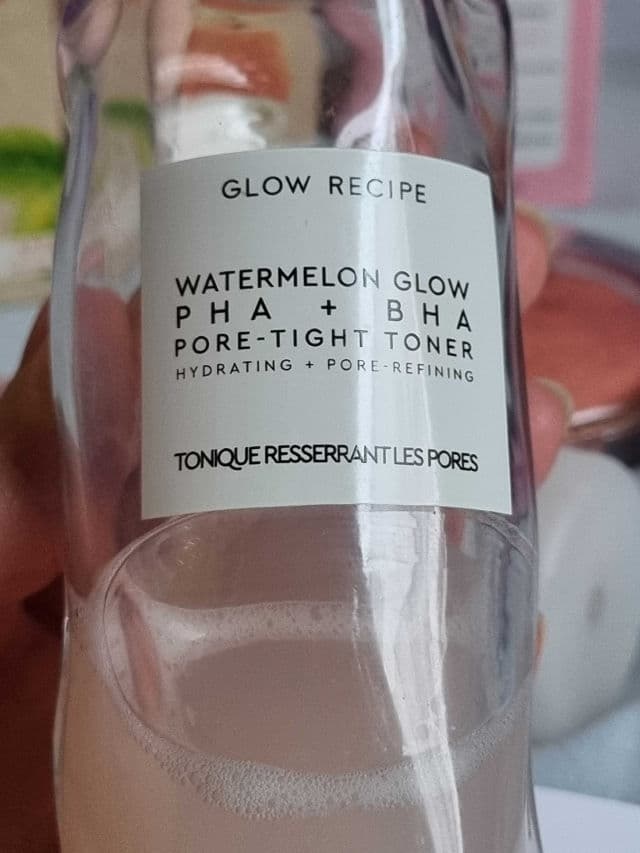 GLOW RECIPE
WATERMELON GLOW
PHA + BHA
PORE-TIGHT TONER
HYDRATING + PORE-REFINING
TONIQUE RESSERRANT LES PORES